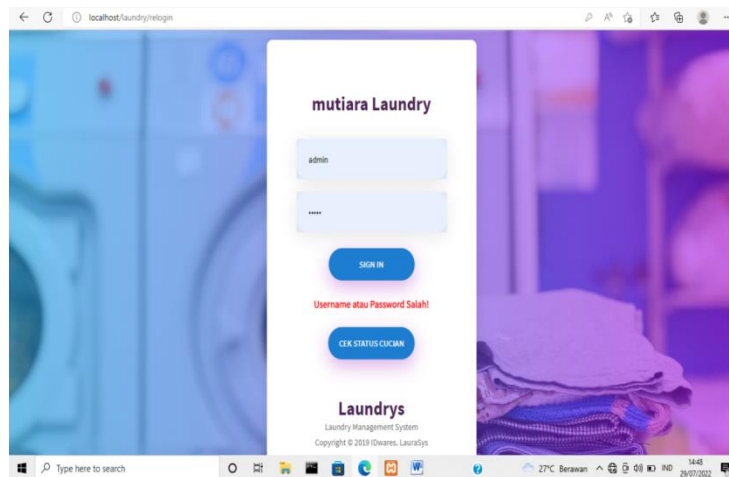 localhost/laundry/relogin
mutiara Laundry
admin
•••••
SIGN IN
Username atau Password Salah!
CEK STATUS CUCIAN
Laundrys
Laundry Management System
Copyright © 2019 IDwares. LauraSys
Type here to search
27°C Berawan
IND
14:48
29/07/2022